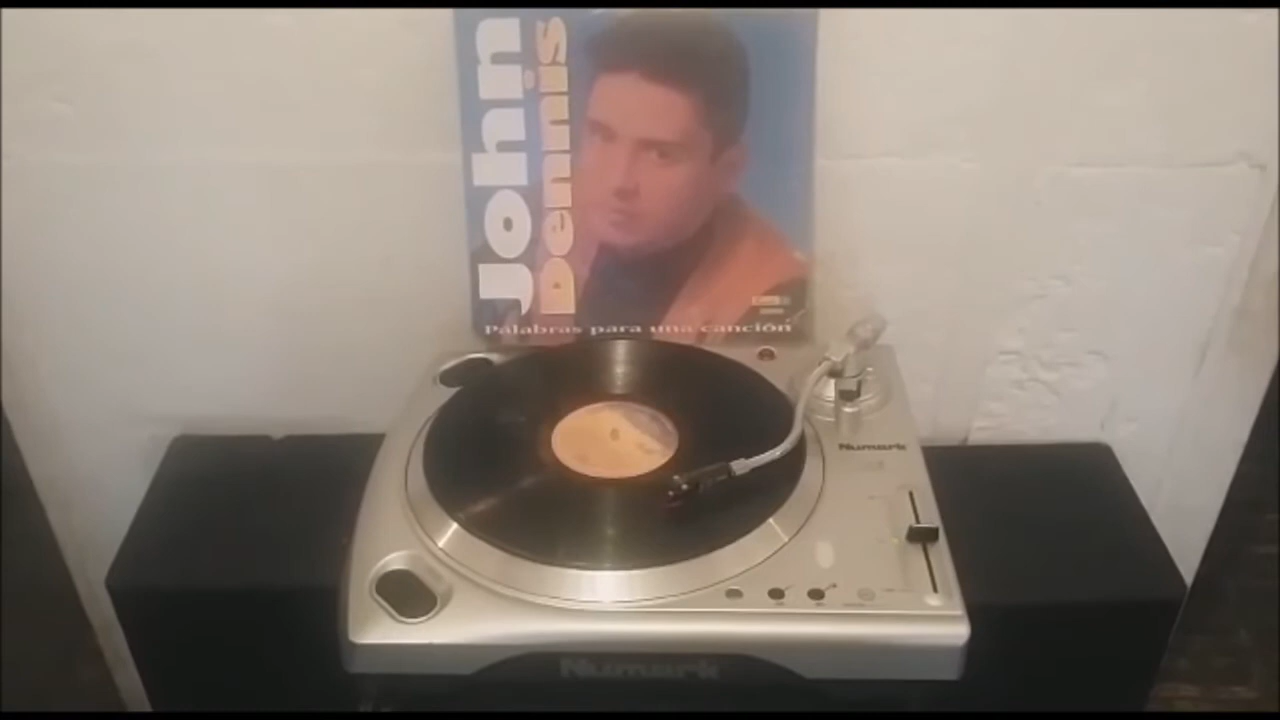 John
Dennis
Palabras para una canción
Numark
Numark